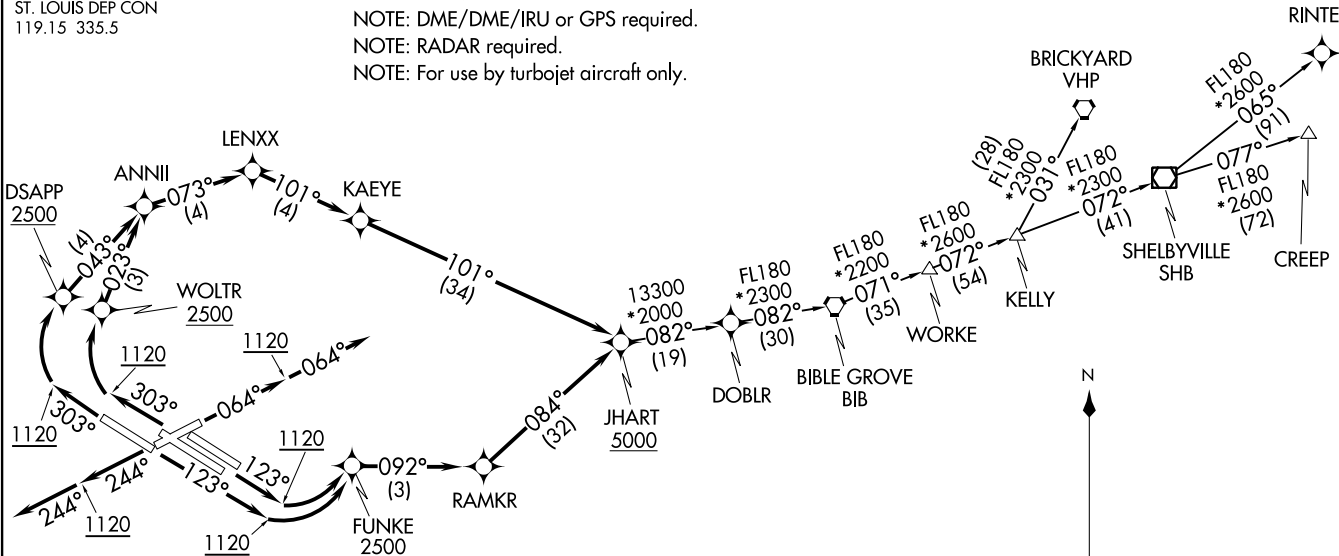 ST. LOUIS DEP CON
119.15 335.5
NOTE: DME/DME/IRU or GPS required.
NOTE: RADAR required.
NOTE: For use by turbojet aircraft only.
RINTE
BRICKYARD
VHP
FL180
*2600
065°
(91)
LENXX
ANNII
073°
(4)
101°
(4)
KAEYE
DSAPP
2500
(4)
043°
023°
(3)
WOLTR
2500
101°
(34)
(28)
FL180
*2300
031°
FL180
*2300
072°
(41)
077°
FL180
*2600
(72)
SHELBYVILLE
SHB
CREEP
FL180
*2600
072°
(54)
KELLY
FL180
*2200
071°
(35)
WORKE
FL180
*2300
082°
(30)
BIBLE GROVE
BIB
13300
*2000
082°
(19)
DOBLR
JHART
5000
1120
1120
064°
064°
303°
303°
1120
084°
(32)
N
1120
123°
123°
092°
(3)
RAMKR
FUNKE
2500
244°
244°
1120
1120